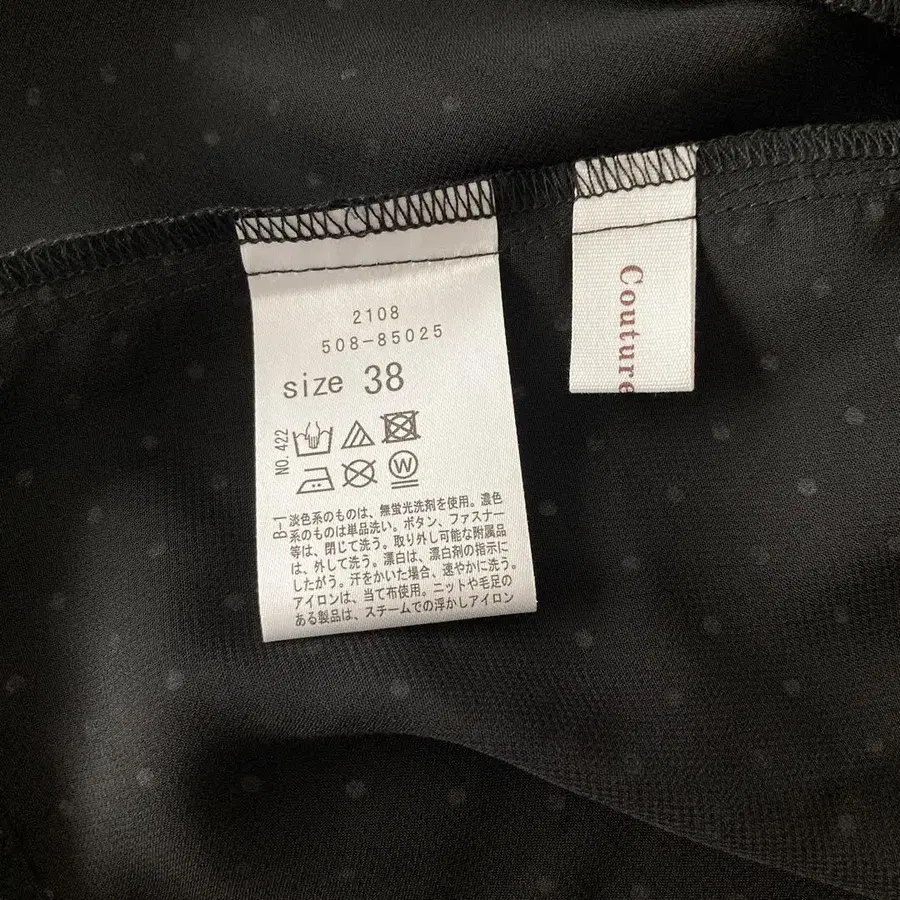 2108
508-85025
size 38
NO.422
W
B-1
淡色系のものは、無蛍光洗剤を使用。濃色
系のものは単品洗い。ボタン、ファスナー
等は、閉じて洗う。取り外し可能な附属品
は、外して洗う。漂白は、漂白剤の指示に
したがう。汗をかいた場合、速やかに洗う。
アイロンは、当て布使用。ニットや毛足の
ある製品は、スチームでの浮かしアイロン
Couture